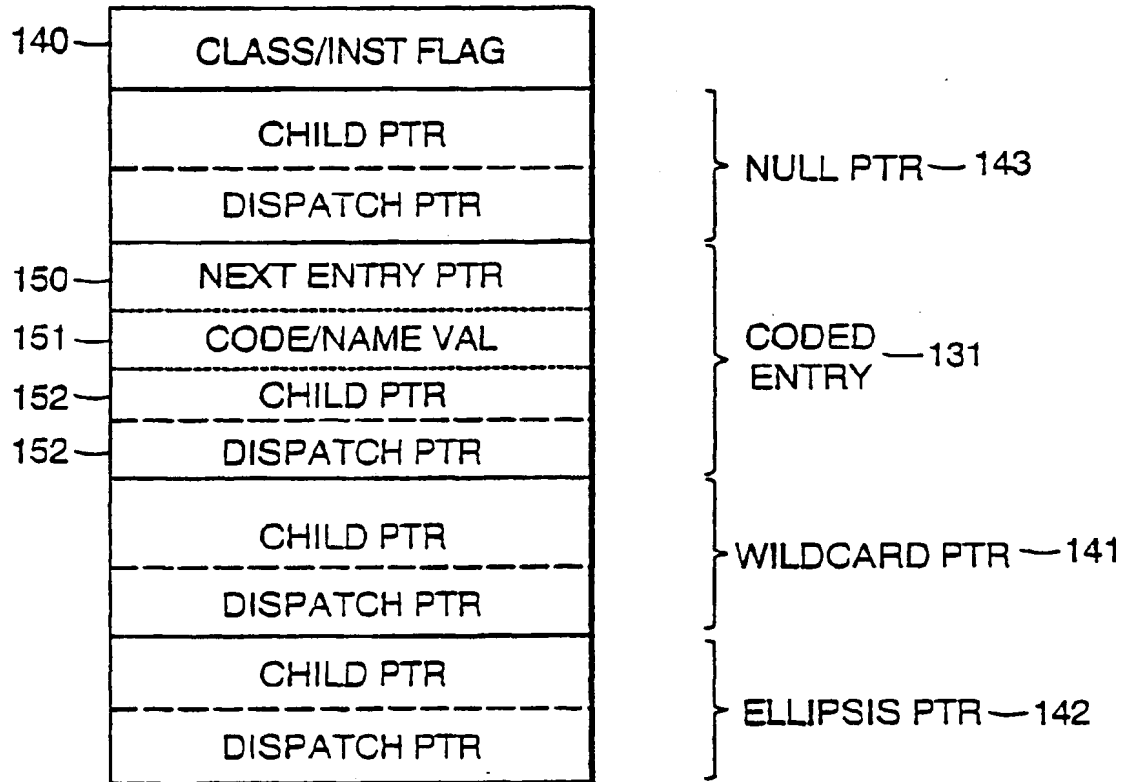 140 CLASS/INST FLAG
CHILD PTR
DISPATCH PTR
NULL PTR 143
150 NEXT ENTRY PTR
151 CODE/NAME VAL
152 CHILD PTR
152 DISPATCH PTR
CODED
ENTRY 131
CHILD PTR
DISPATCH PTR
WILDCARD PTR 141
CHILD PTR
DISPATCH PTR
ELLIPSIS PTR 142